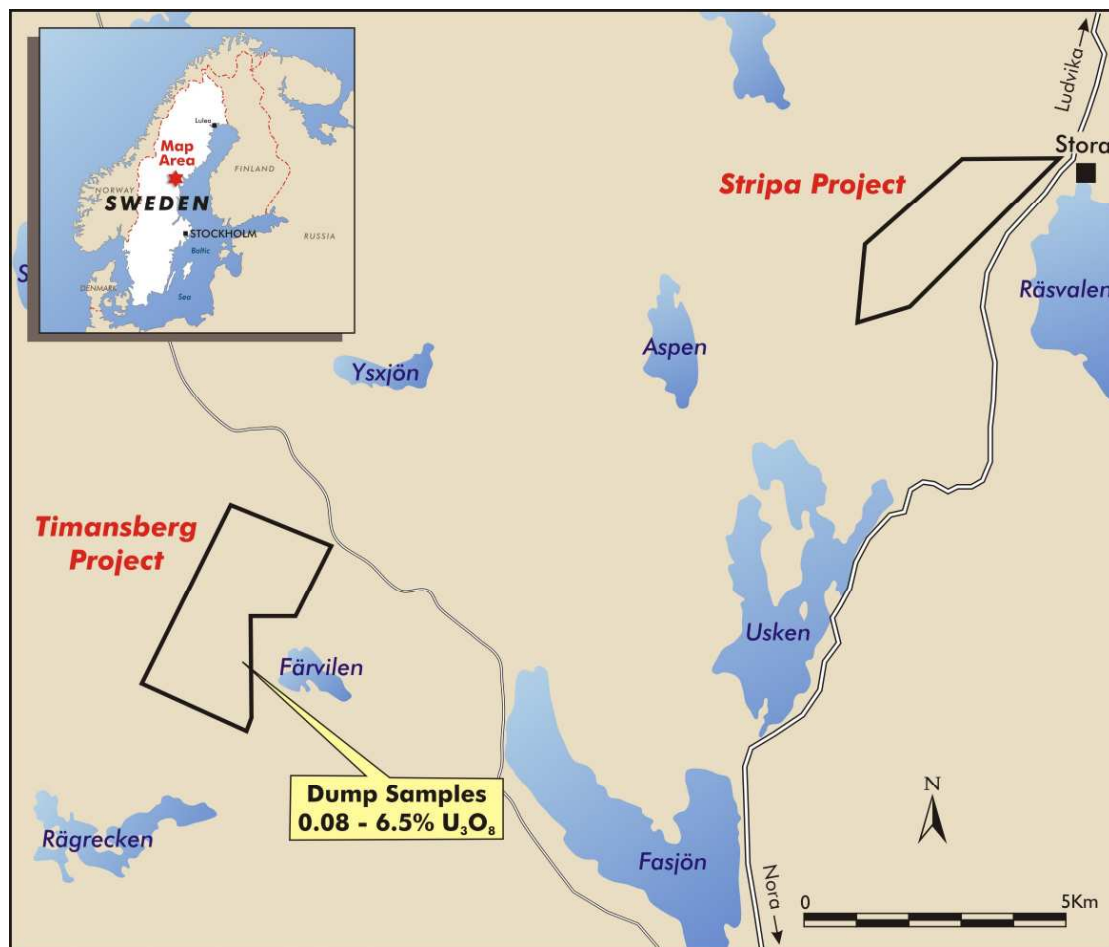 Lulea
Map
Area
NORWAY
FINLAND
SWEDEN
STOCKHOLM
Baltic
RUSSIA
DENMARK
Sea
S
Ludvika
Stora
Stripa Project
Räsvalen
Ysxjön
Aspen
Timansberg
Project
Usken
Färvilen
Dump Samples
0.08 - 6.5% U₃O₈
Rägrecken
Fasjön
Nora
N
0
5Km